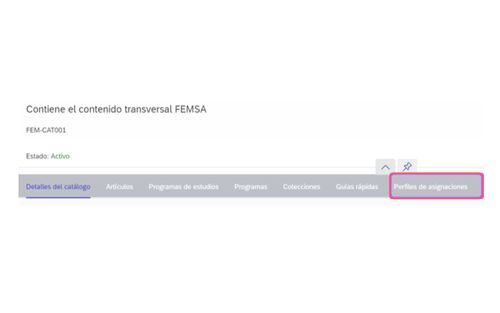 Contiene el contenido transversal FEMSA
FEM-CAT001
Estado: Activo
Detalles del catálogo Artículos Programas de estudios Programas Colecciones Guías rápidas Perfiles de asignaciones